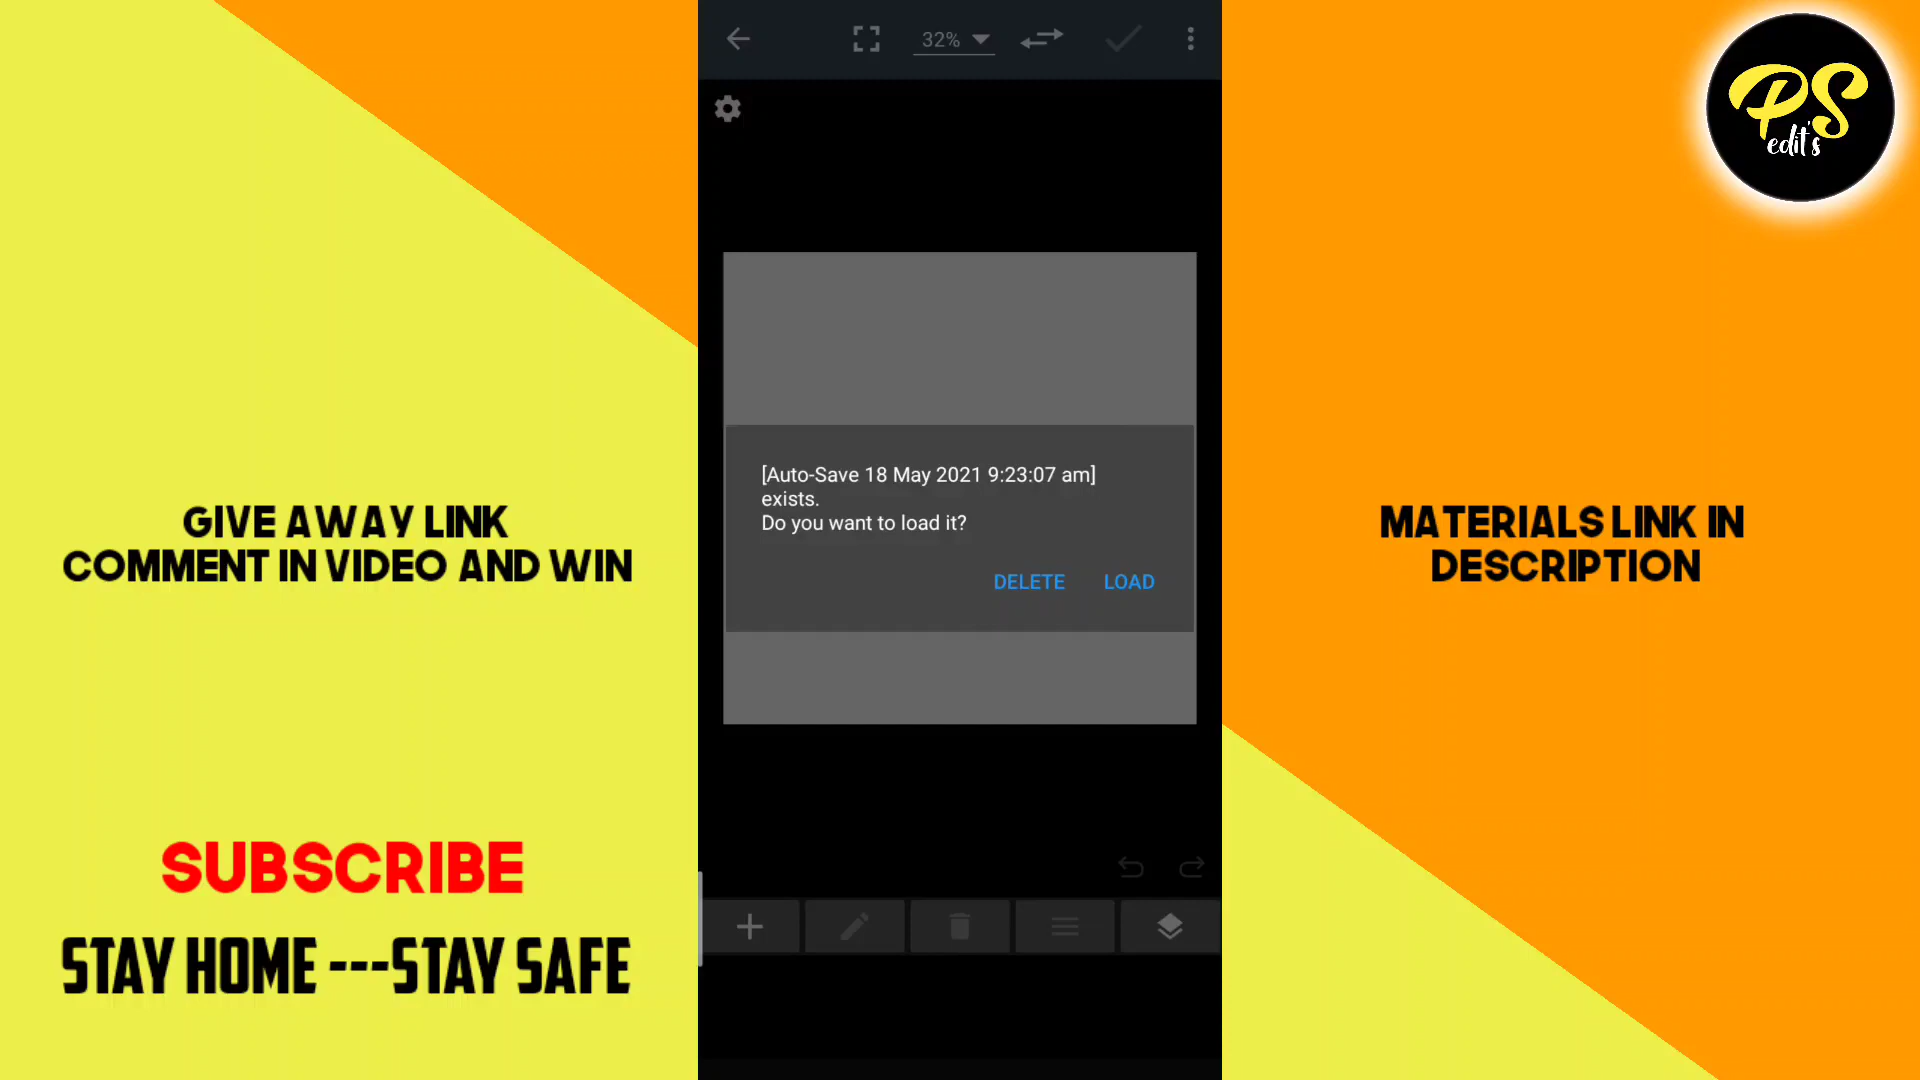 32%
PS
edit's
[Auto-Save 18 May 2021 9:23:07 am]
exists.
Do you want to load it?
DELETE LOAD
GIVE AWAY LINK
COMMENT IN VIDEO AND WIN
MATERIALS LINK IN
DESCRIPTION
SUBSCRIBE
STAY HOME ---STAY SAFE